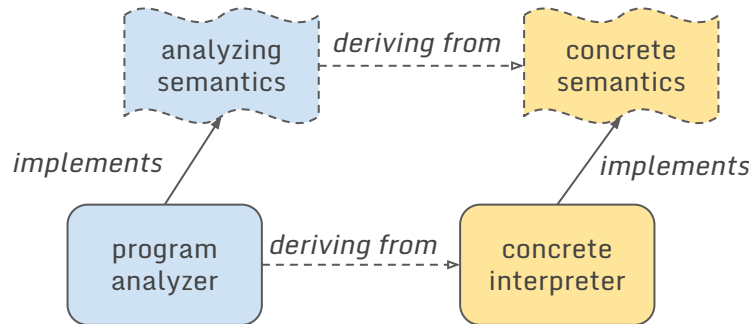 analyzing
semantics
deriving from
concrete
semantics
implements
implements
program
analyzer
deriving from
concrete
interpreter